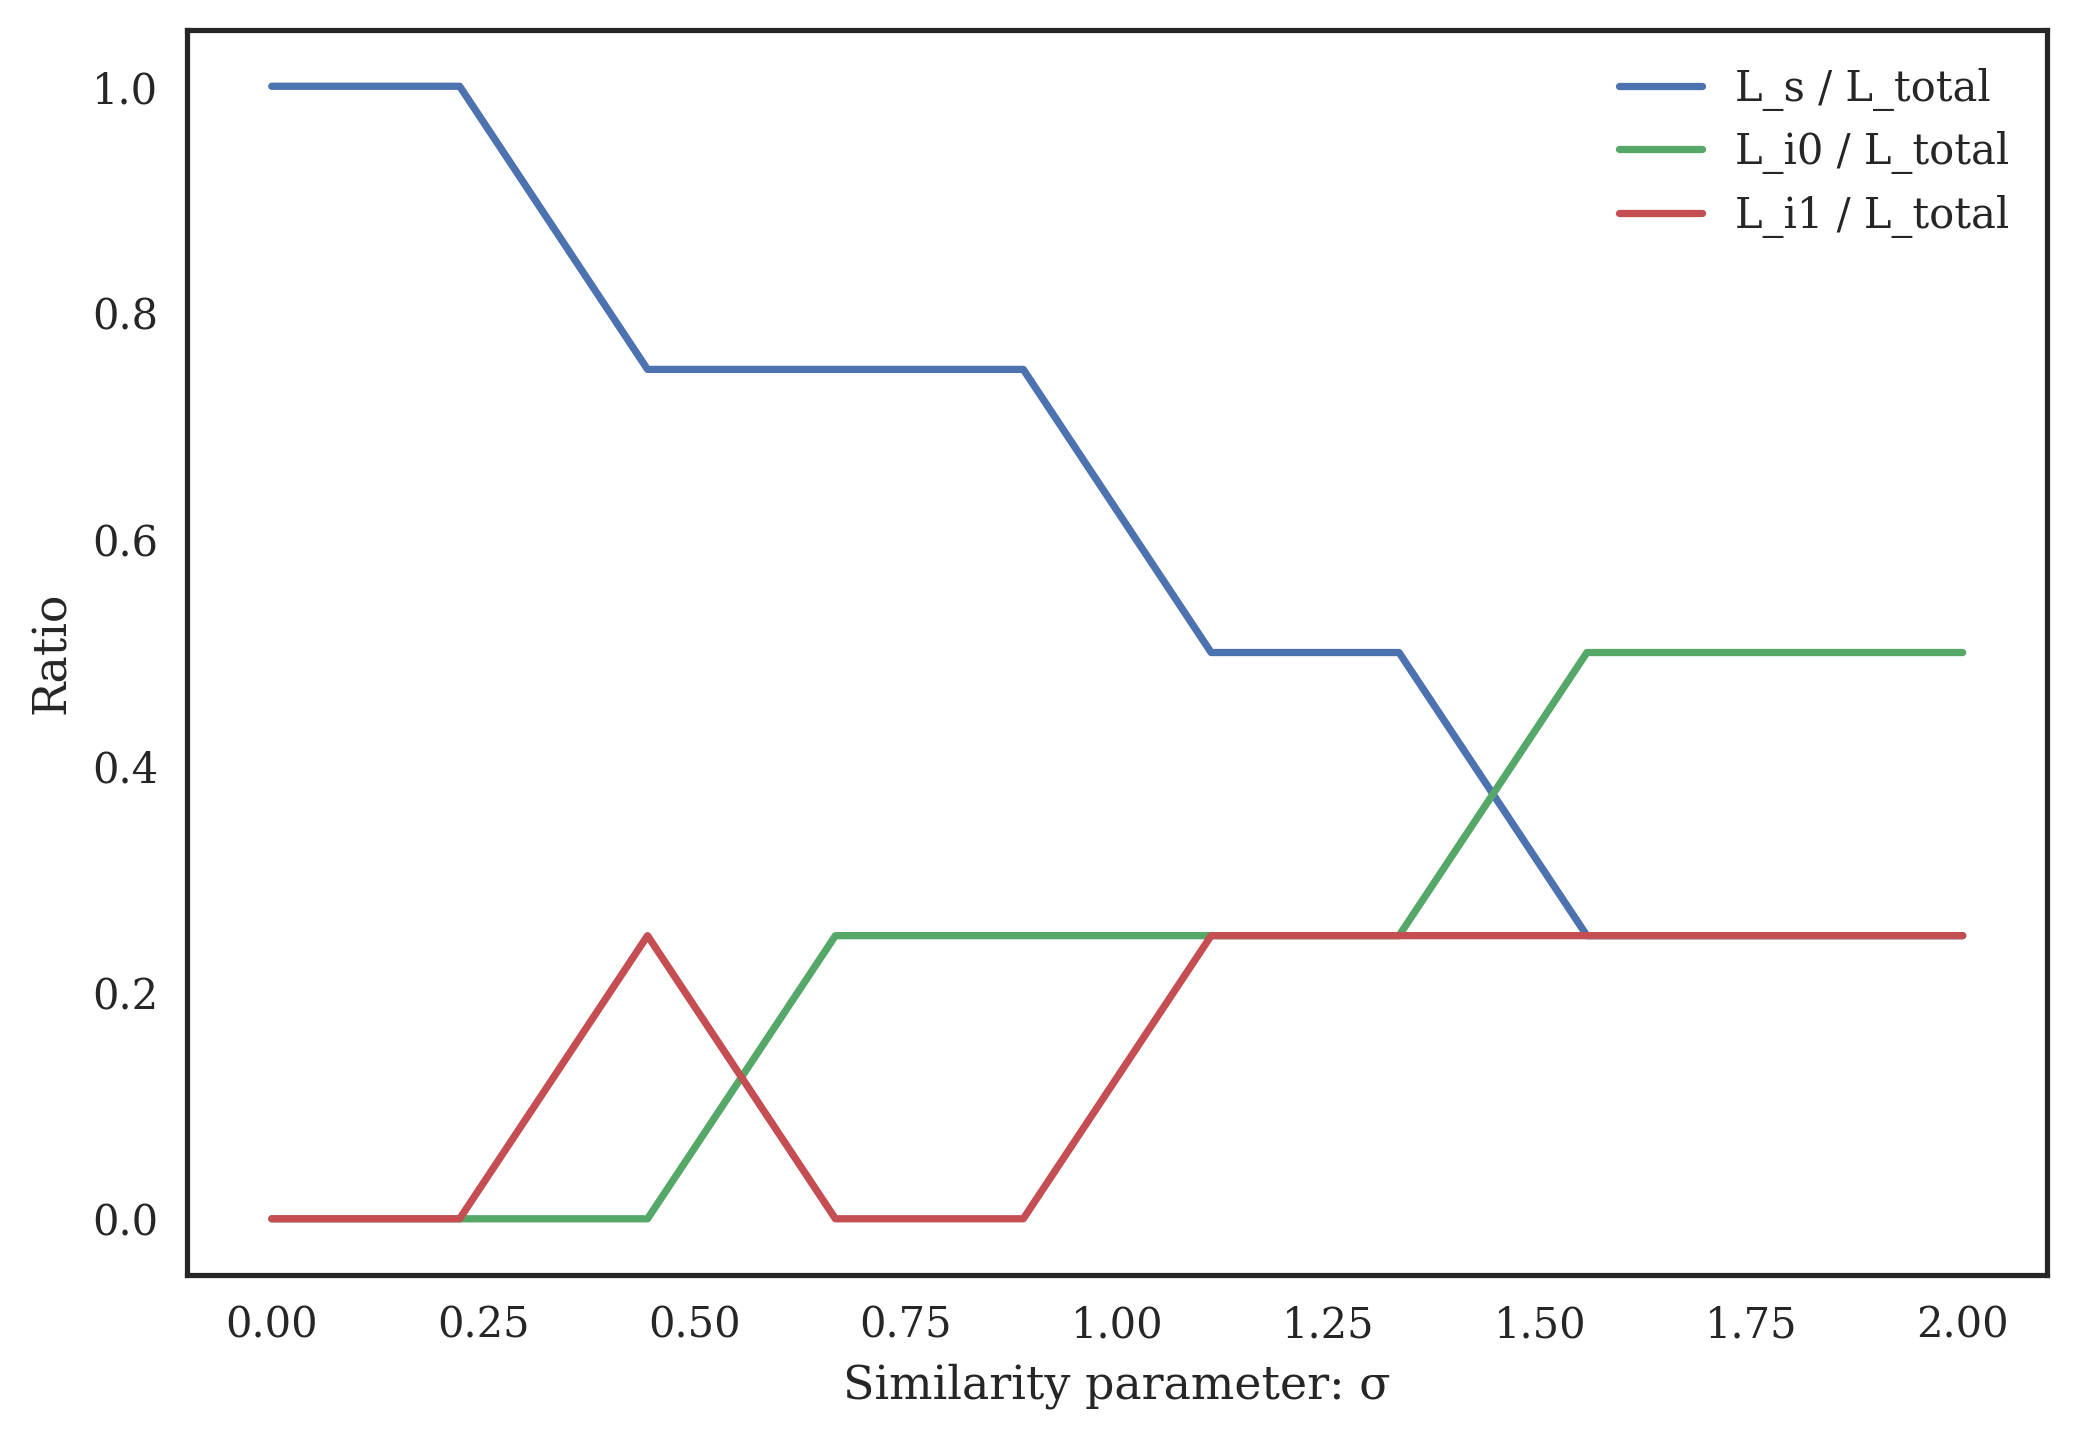 L_s / L_total
L_i0 / L_total
L_i1 / L_total
Ratio
1.0
0.8
0.6
0.4
0.2
0.0
0.00 0.25 0.50 0.75 1.00 1.25 1.50 1.75 2.00
Similarity parameter: σ